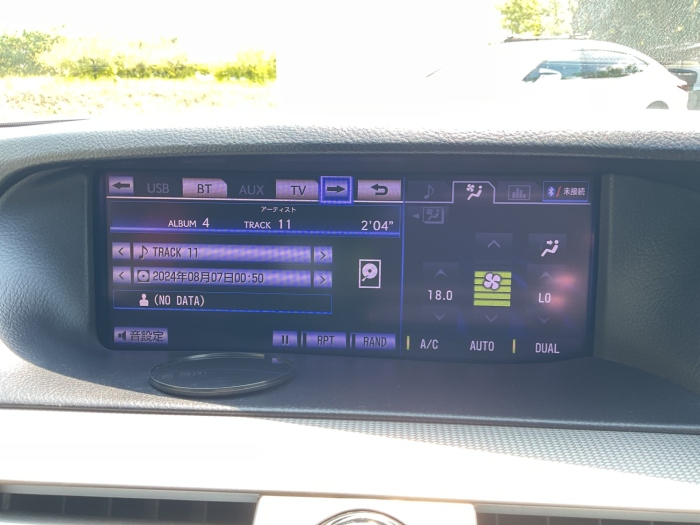 USB BT AUX TV
未接続
アーティスト
ALBUM 4 TRACK 11 2'04"
TRACK 11
2024年08月07日00:50
(NO DATA)
18.0 LO
音設定 RPT RAND
A/C AUTO DUAL